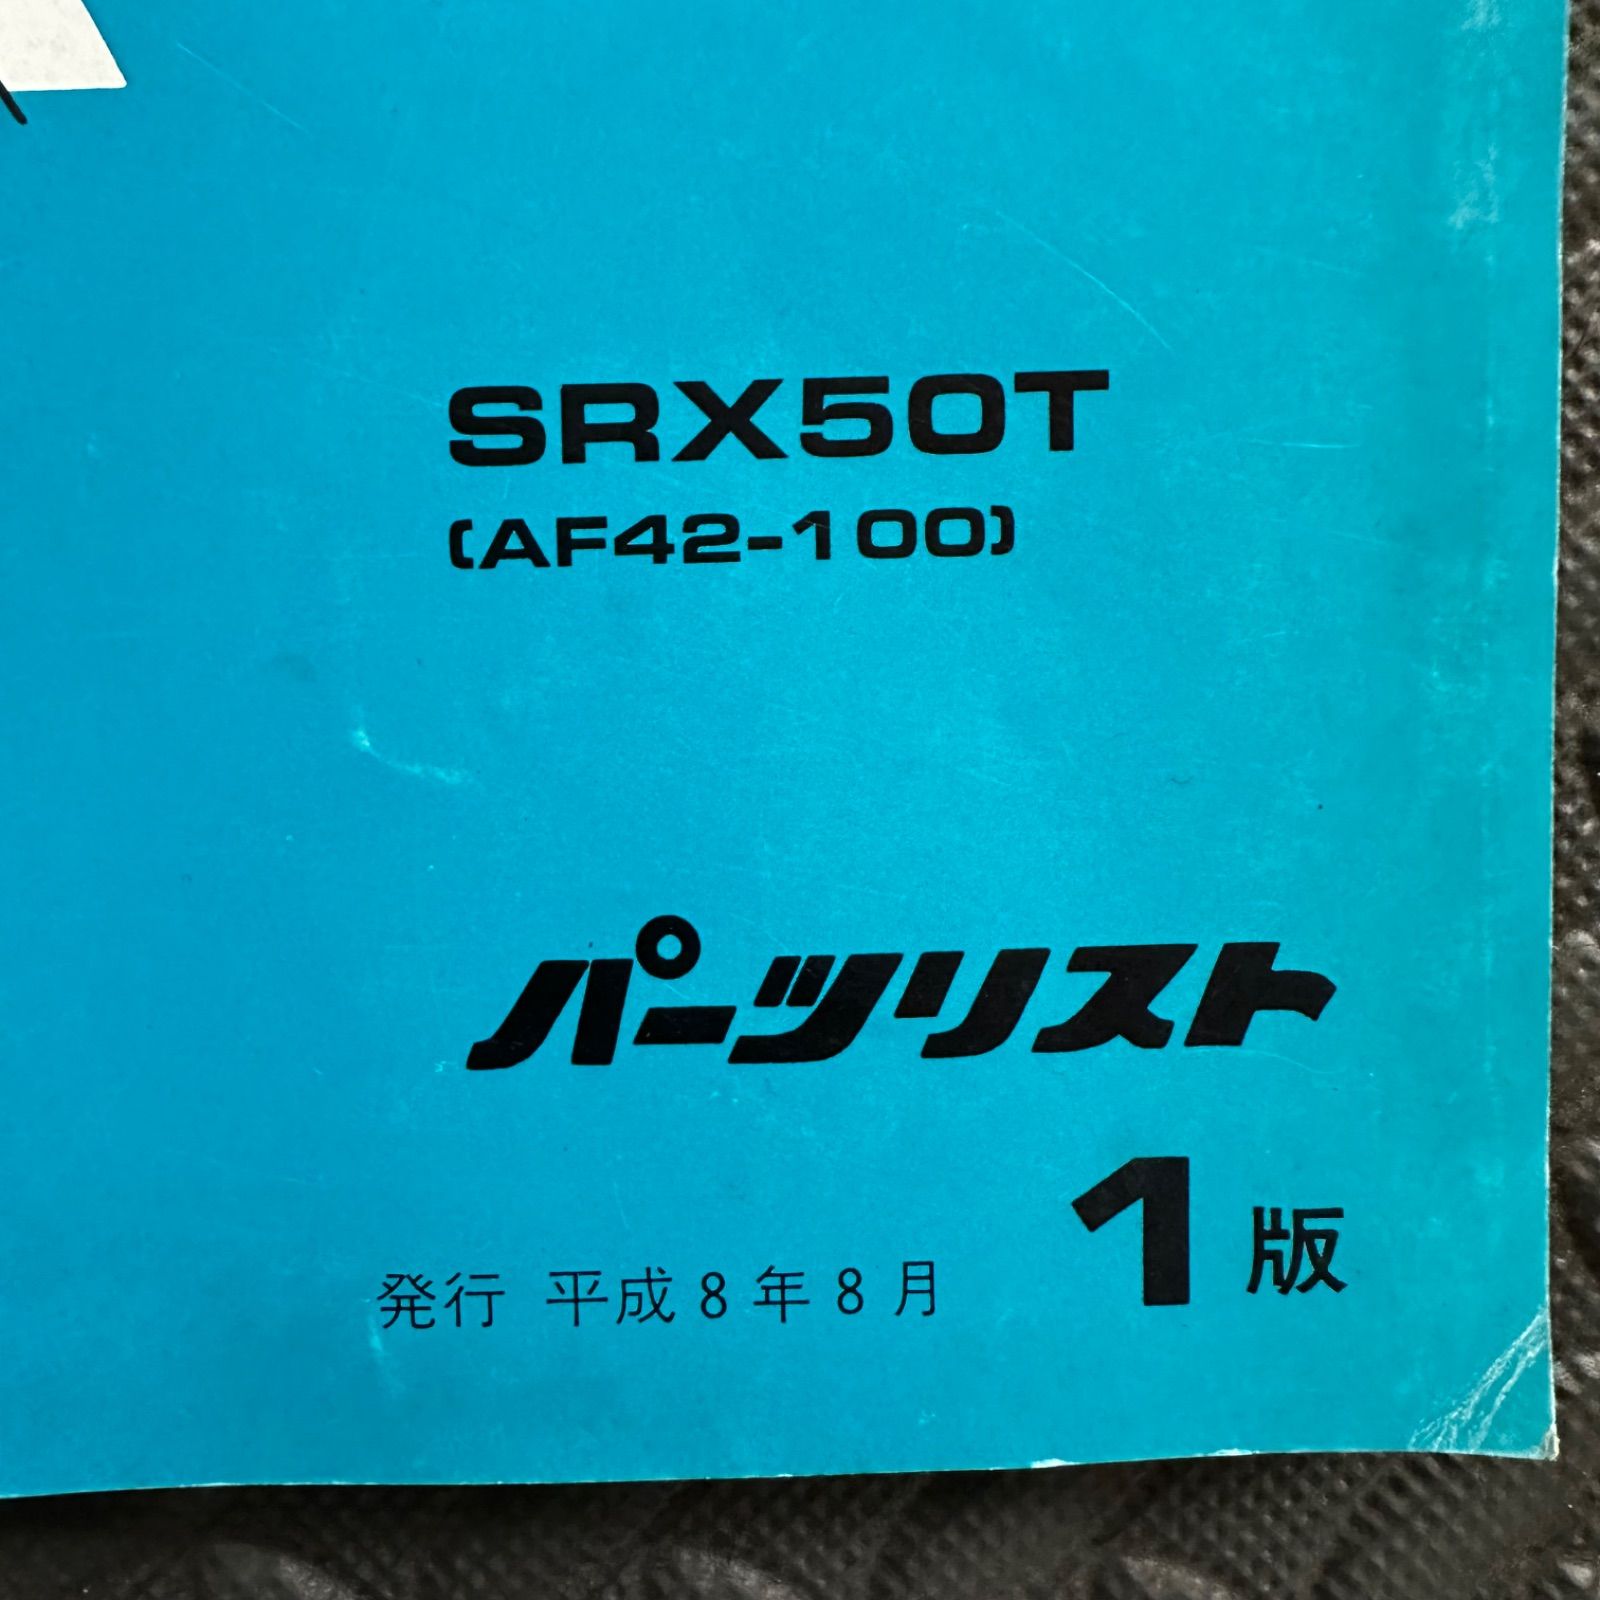 SRX50T
(AF42-100)
パーツリスト
1版
発行 平成8年8月